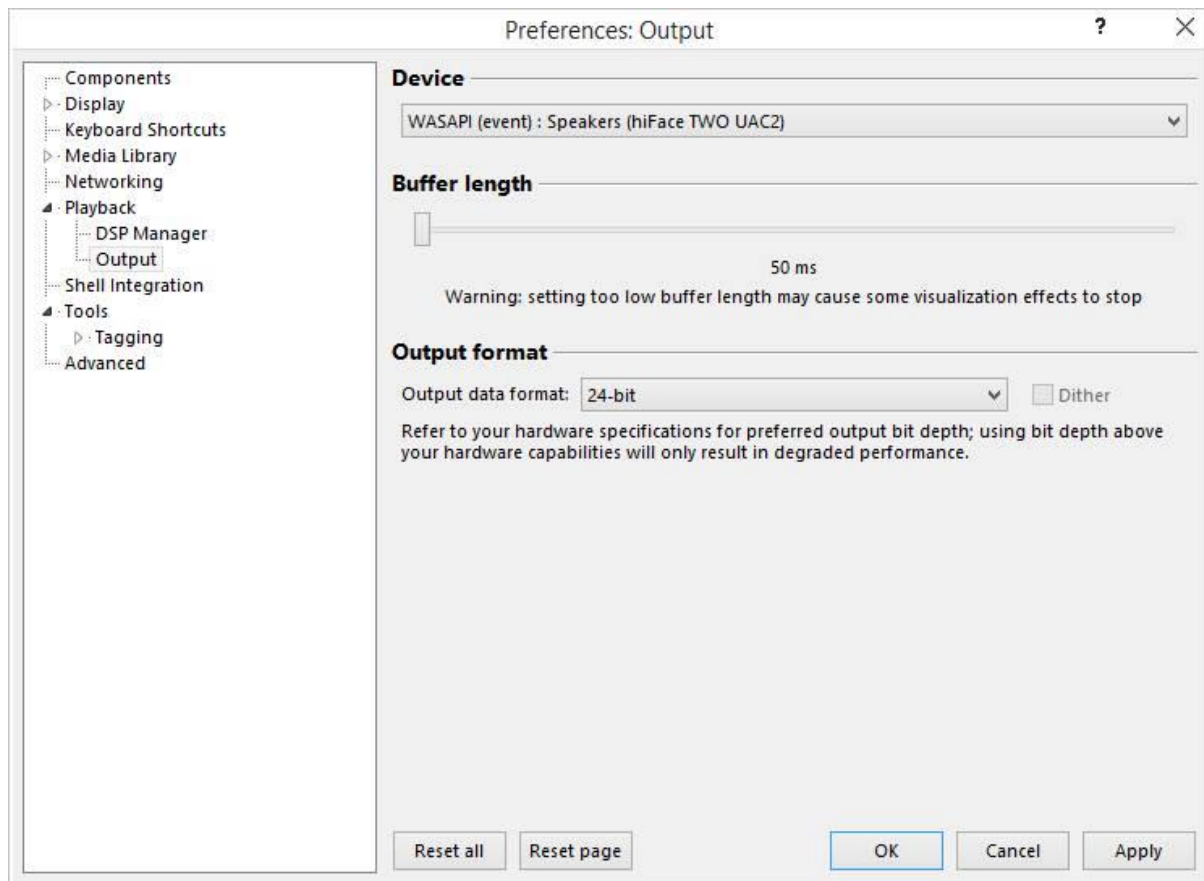 Preferences: Output
?
Components
Display
Keyboard Shortcuts
Media Library
Networking
Playback
DSP Manager
Output
Shell Integration
Tools
Tagging
Advanced
Device
WASAPI (event) : Speakers (hiFace TWO UAC2)
Buffer length
50 ms
Warning: setting too low buffer length may cause some visualization effects to stop
Output format
Output data format: 24-bit Dither
Refer to your hardware specifications for preferred output bit depth; using bit depth above
your hardware capabilities will only result in degraded performance.
Reset all Reset page OK Cancel Apply